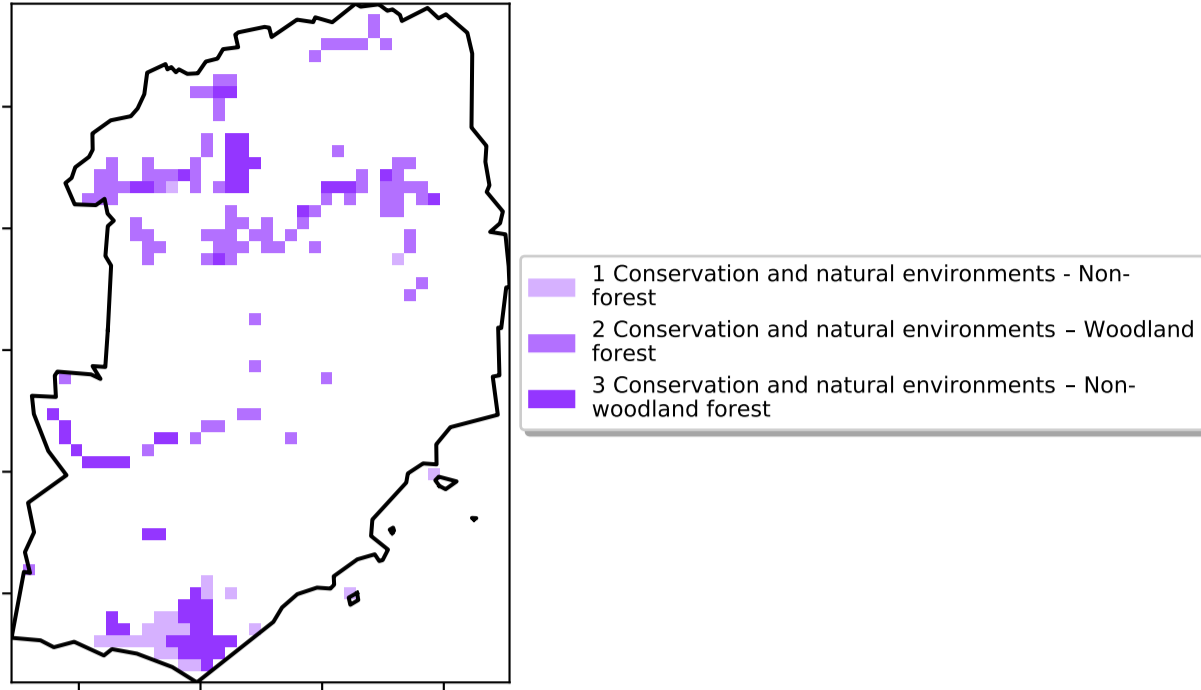 1 Conservation and natural environments - Non-
forest
2 Conservation and natural environments – Woodland
forest
3 Conservation and natural environments – Non-
woodland forest